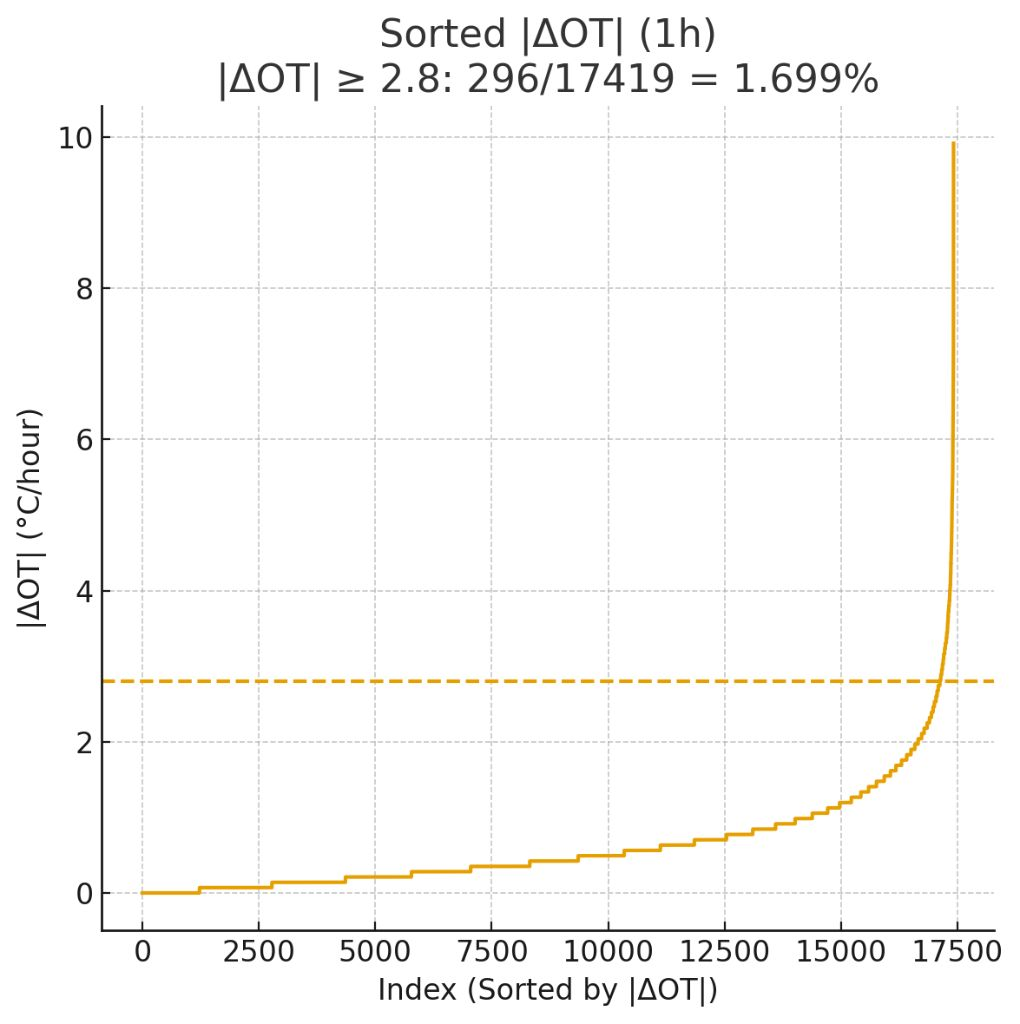 Sorted |ΔOT| (1h)
|ΔOT| ≥ 2.8: 296/17419 = 1.699%
10
8
6
4
2
0
|ΔOT| (°C/hour)
0 2500 5000 7500 10000 12500 15000 17500
Index (Sorted by |ΔOT|)